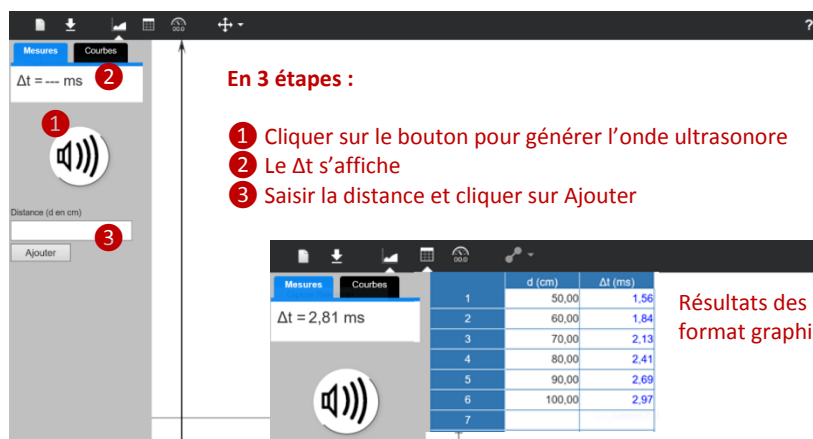 ?
00.0
Mesures Courbes
Δt = --- ms 2
1
Distance (d en cm)
3
Ajouter
En 3 étapes :
1 Cliquer sur le bouton pour générer l'onde ultrasonore
2 Le Δt s'affiche
3 Saisir la distance et cliquer sur Ajouter
00.0
Mesures Courbes
Δt = 2,81 ms
d (cm) Δt (ms)
1 50,00 1,56
2 60,00 1,84
3 70,00 2,13
4 80,00 2,41
5 90,00 2,69
6 100,00 2,97
7
Résultats des
format graphi